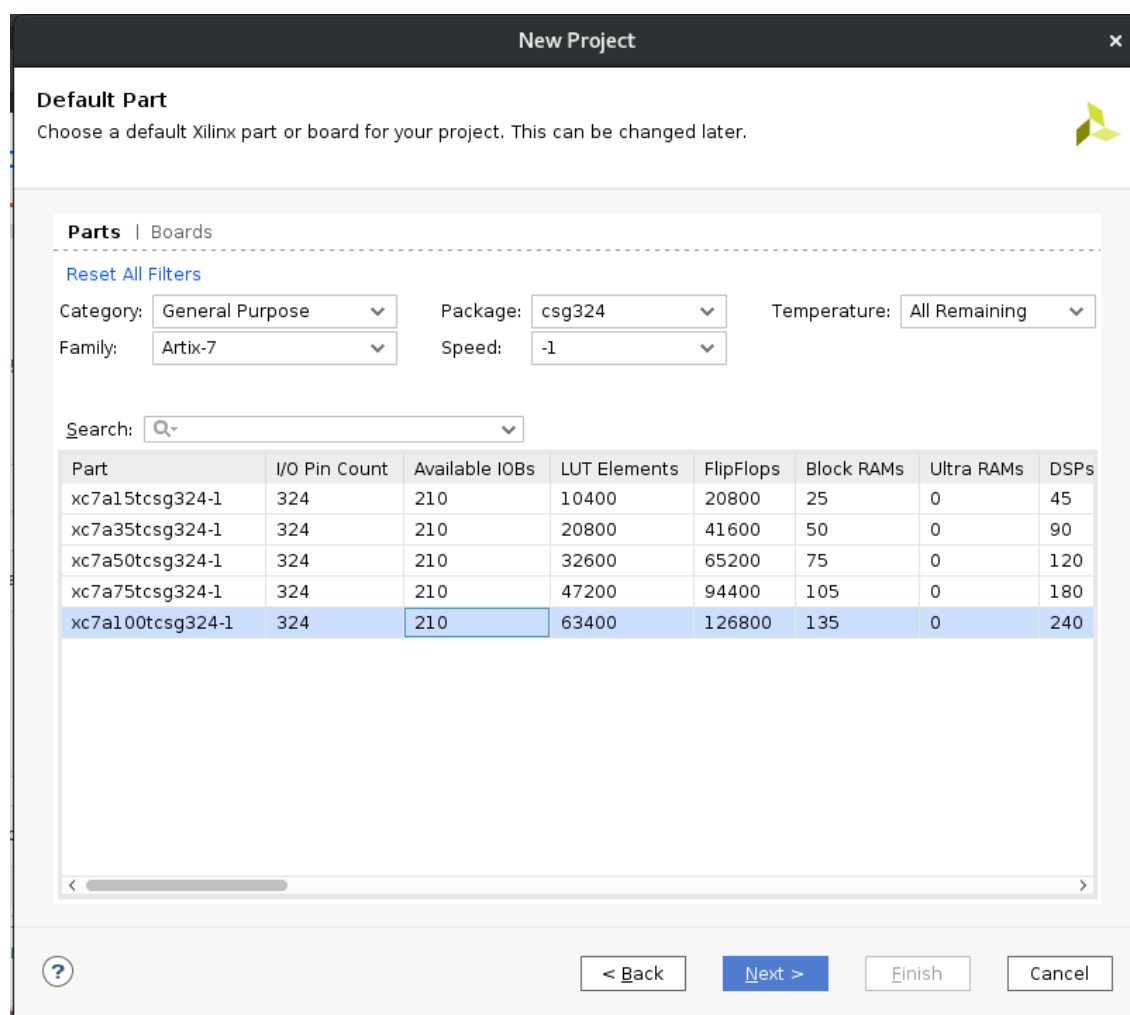 New Project ×
Default Part
Choose a default Xilinx part or board for your project. This can be changed later.
Parts | Boards
Reset All Filters
Category: General Purpose Package: csg324 Temperature: All Remaining
Family: Artix-7 Speed: -1
Search: Q
Part I/O Pin Count Available IOBs LUT Elements FlipFlops Block RAMs Ultra RAMs DSPs
xc7a15tcsg324-1 324 210 10400 20800 25 0 45
xc7a35tcsg324-1 324 210 20800 41600 50 0 90
xc7a50tcsg324-1 324 210 32600 65200 75 0 120
xc7a75tcsg324-1 324 210 47200 94400 105 0 180
xc7a100tcsg324-1 324 210 63400 126800 135 0 240
? < Back Next > Finish Cancel